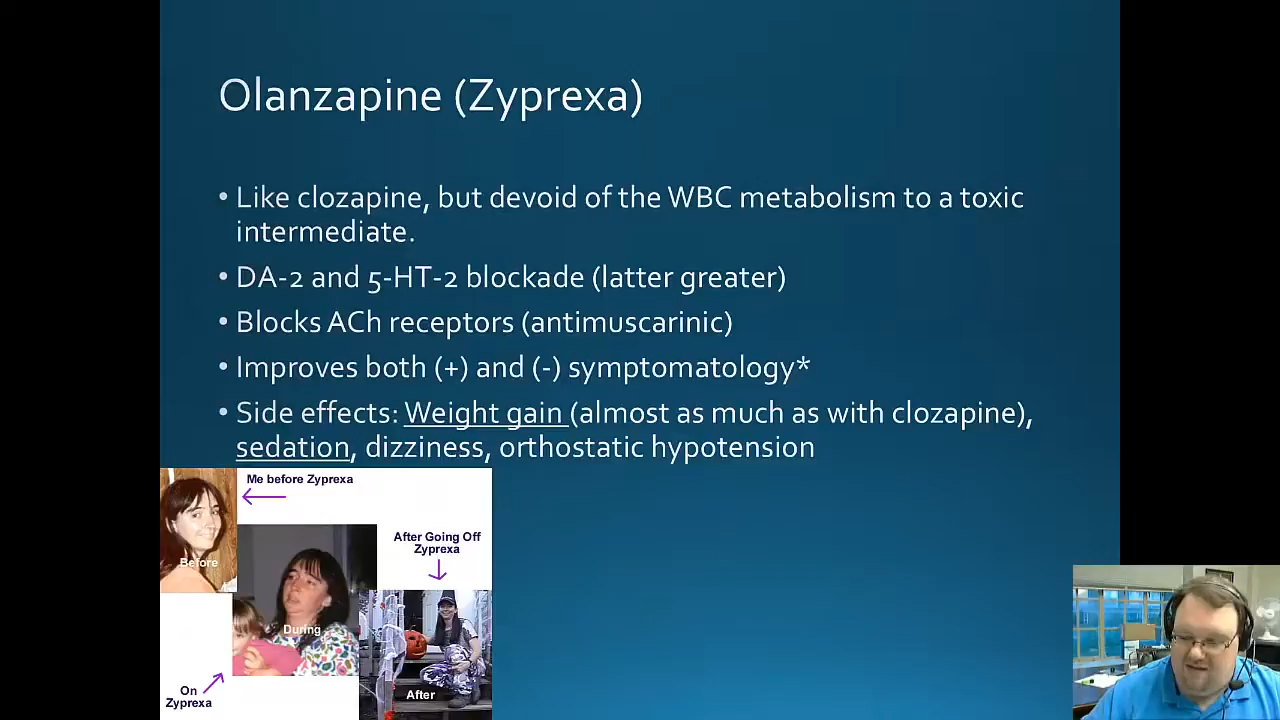 Olanzapine (Zyprexa)
• Like clozapine, but devoid of the WBC metabolism to a toxic
intermediate.
• DA-2 and 5-HT-2 blockade (latter greater)
• Blocks ACh receptors (antimuscarinic)
• Improves both (+) and (-) symptomatology*
• Side effects: Weight gain (almost as much as with clozapine),
sedation, dizziness, orthostatic hypotension
Me before Zyprexa
Before
After Going Off
Zyprexa
During
On
Zyprexa
After